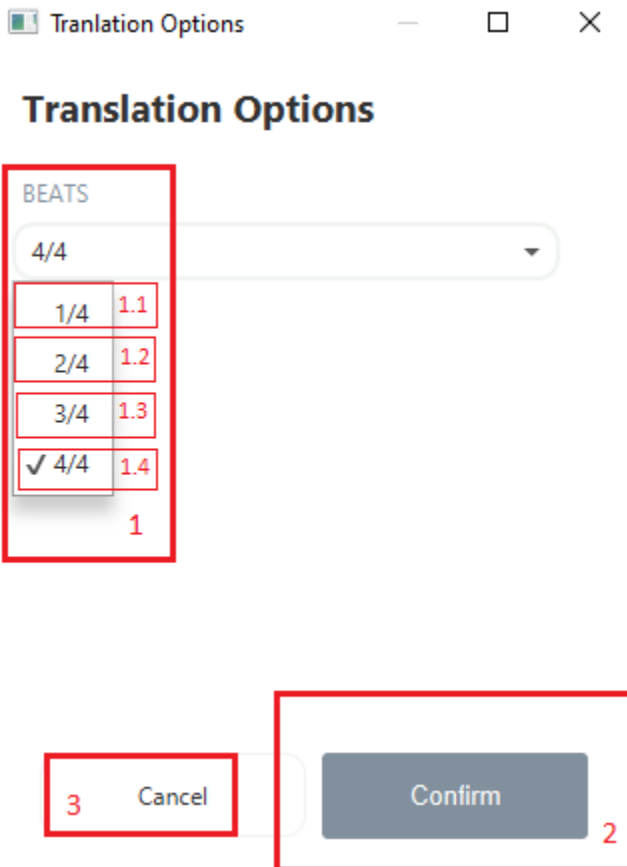 Tranlation Options
Translation Options
BEATS
4/4
1/4 1.1
2/4 1.2
3/4 1.3
✓ 4/4 1.4
1
3 Cancel
Confirm
2